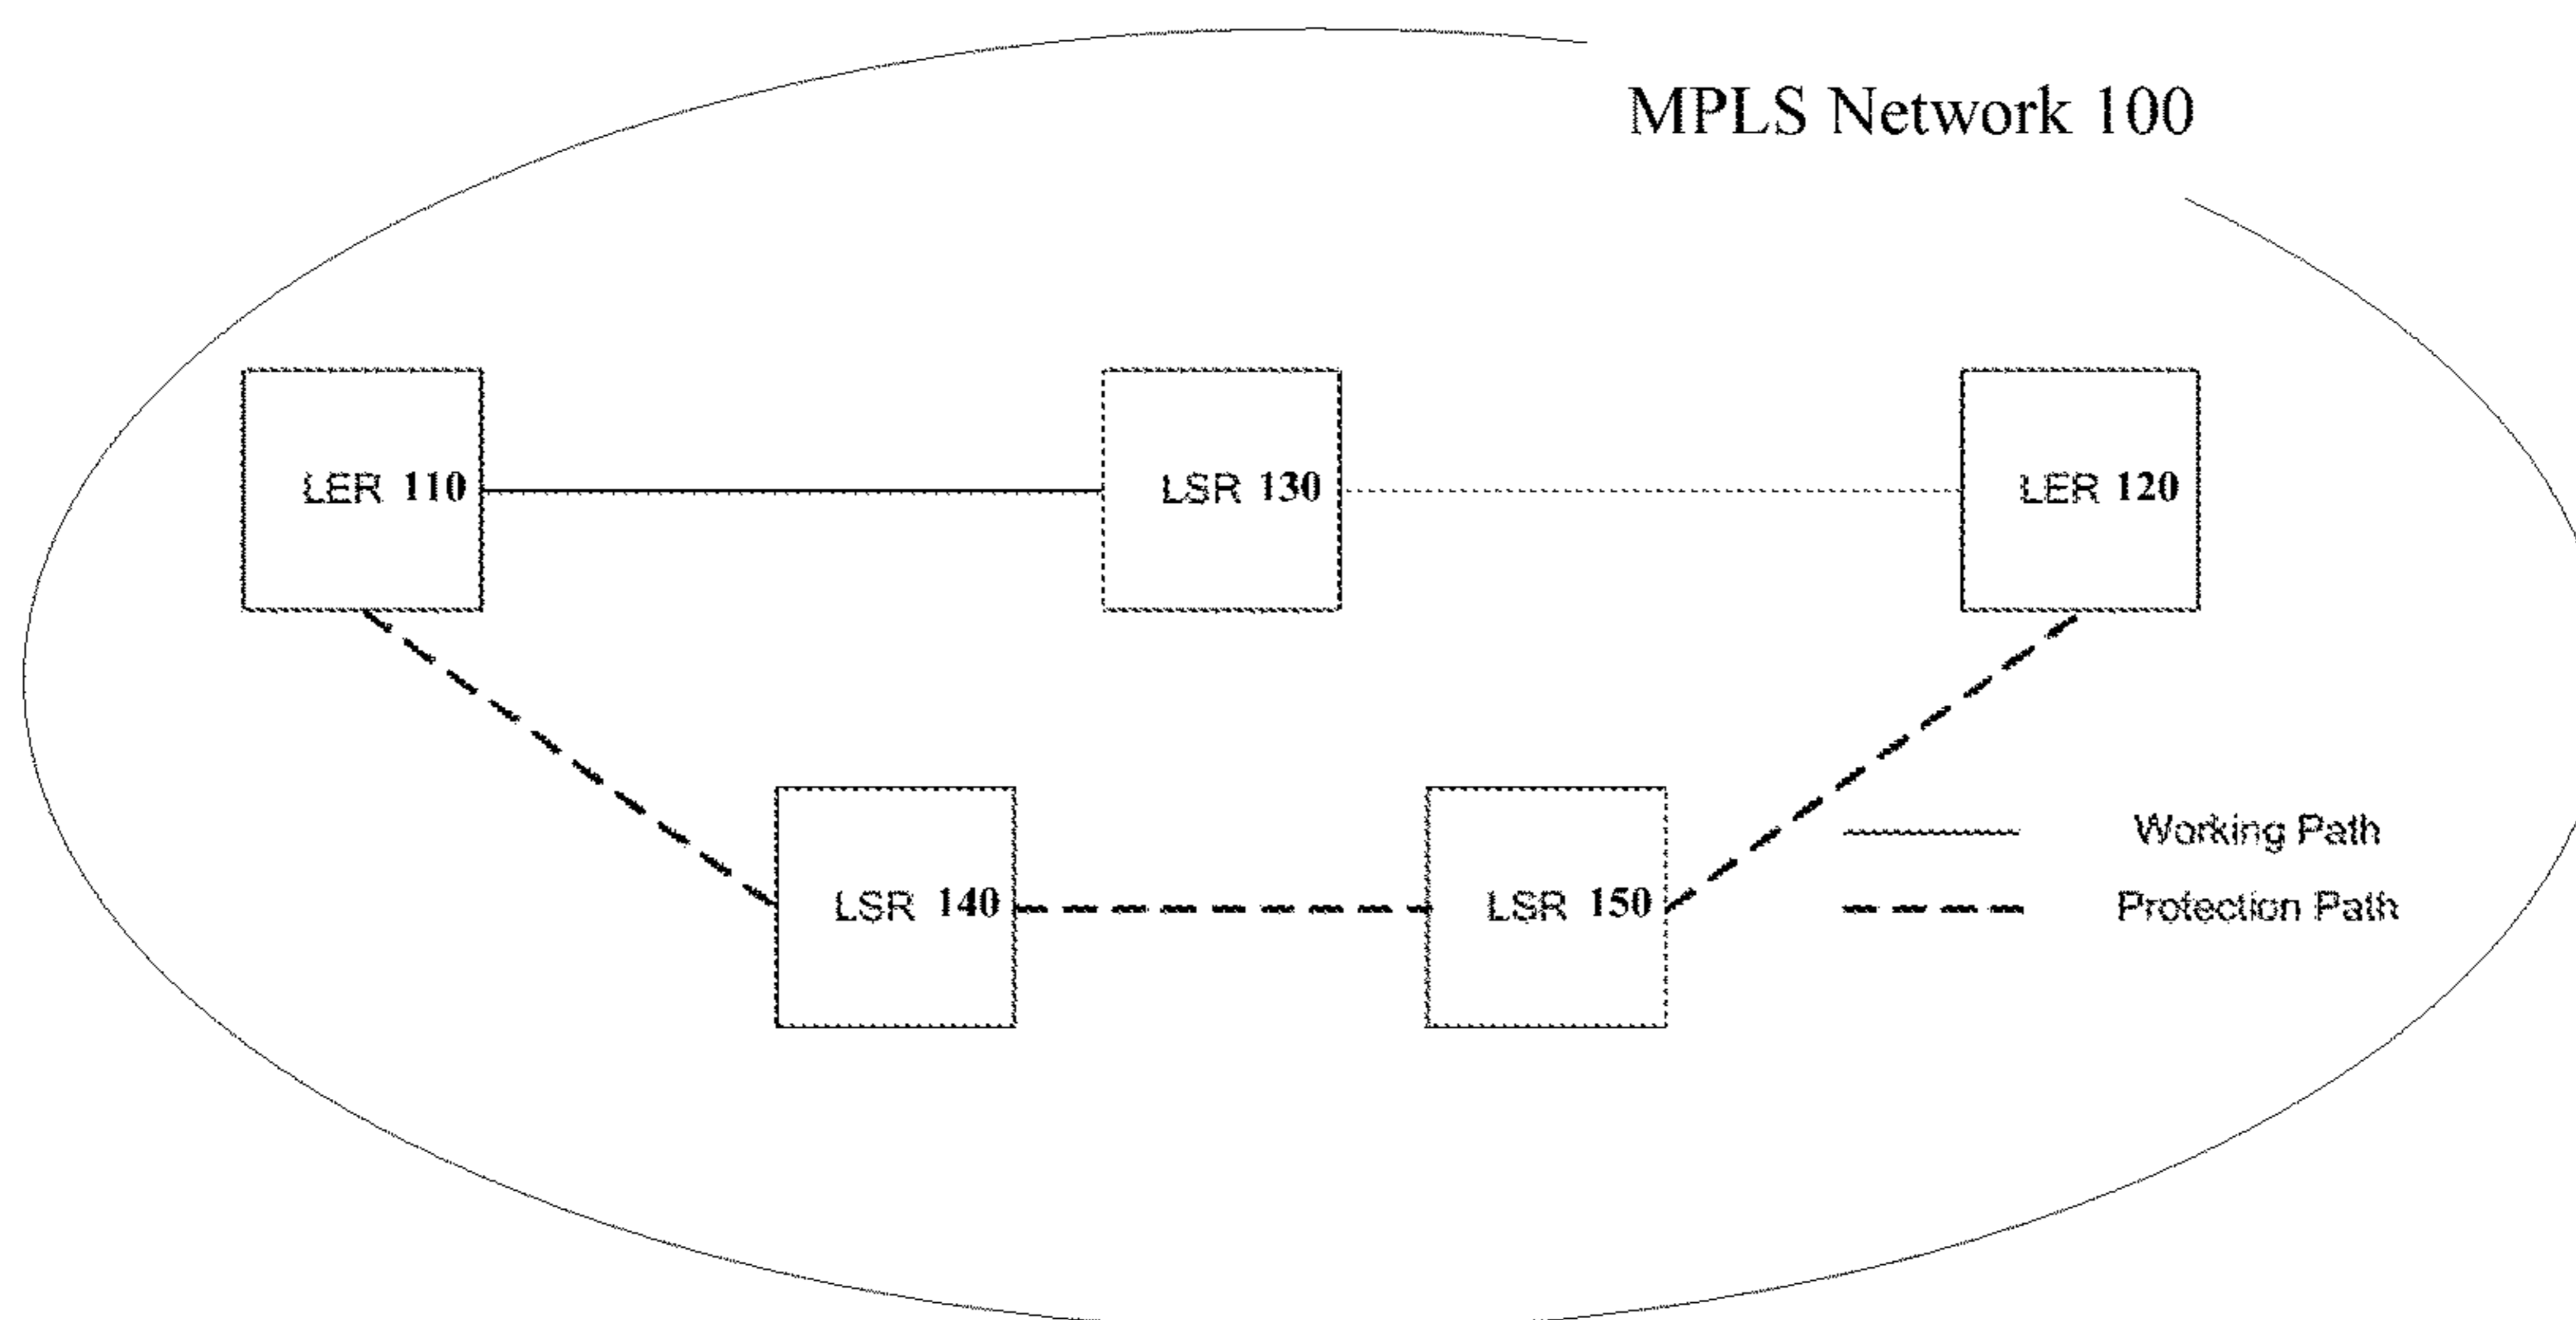 MPLS Network 100
LER 110
LSR 130
LER 120
LSR 140
LSR 150
Working Path
Protection Path